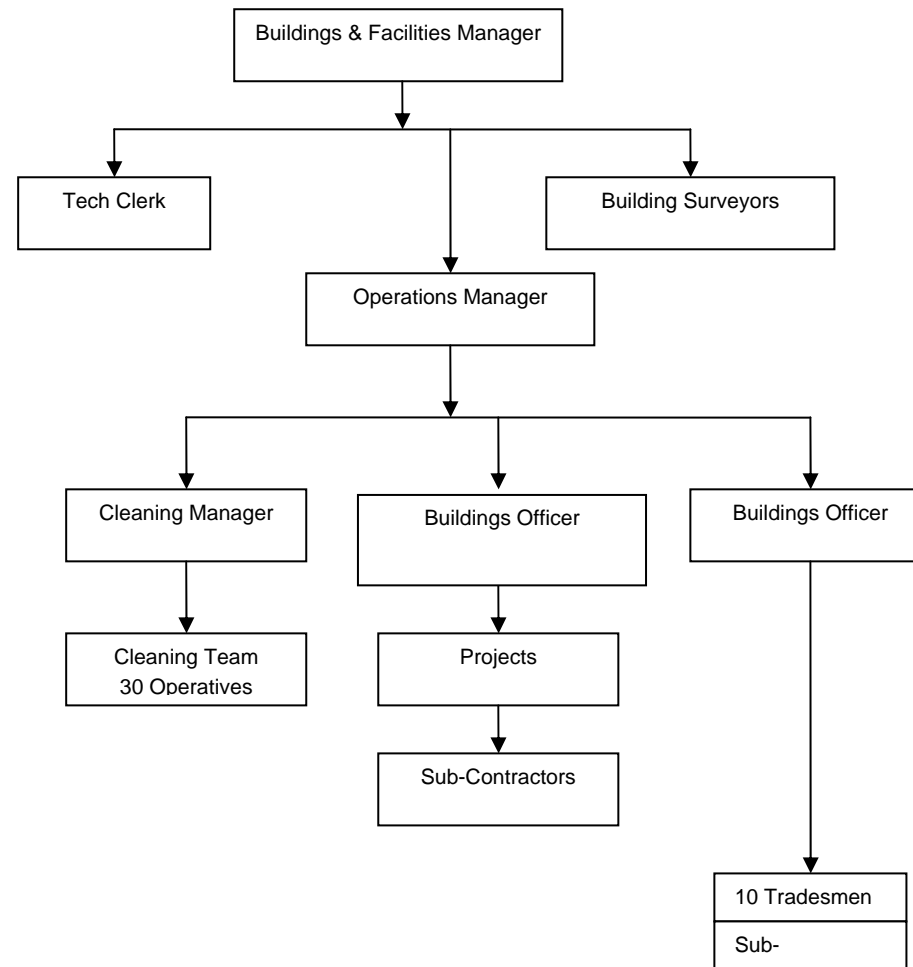 Buildings & Facilities Manager
Tech Clerk
Building Surveyors
Operations Manager
Cleaning Manager
Buildings Officer
Buildings Officer
Cleaning Team
30 Operatives
Projects
Sub-Contractors
10 Tradesmen
Sub-